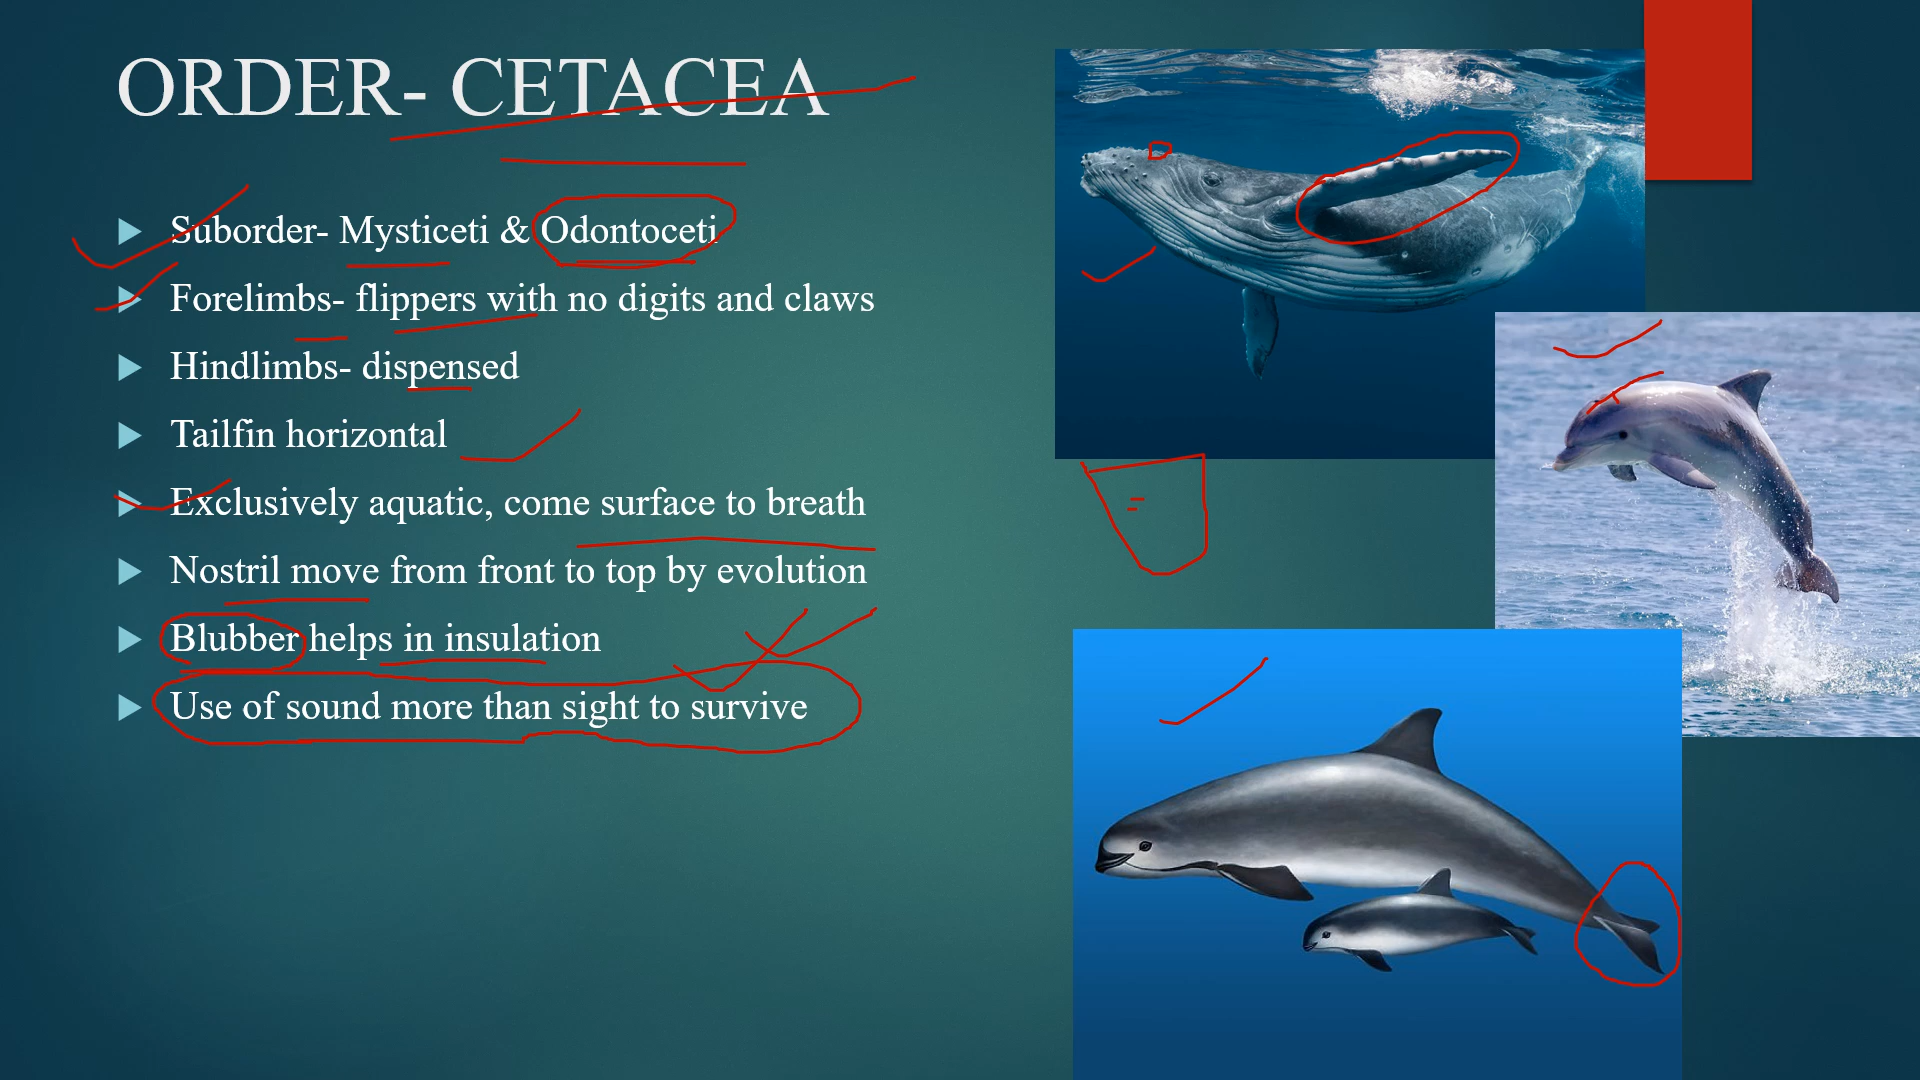 ORDER- CETACEA
Suborder- Mysticeti & Odontoceti
Forelimbs- flippers with no digits and claws
Hindlimbs- dispensed
Tailfin horizontal
Exclusively aquatic, come surface to breath
Nostril move from front to top by evolution
Blubber helps in insulation
Use of sound more than sight to survive